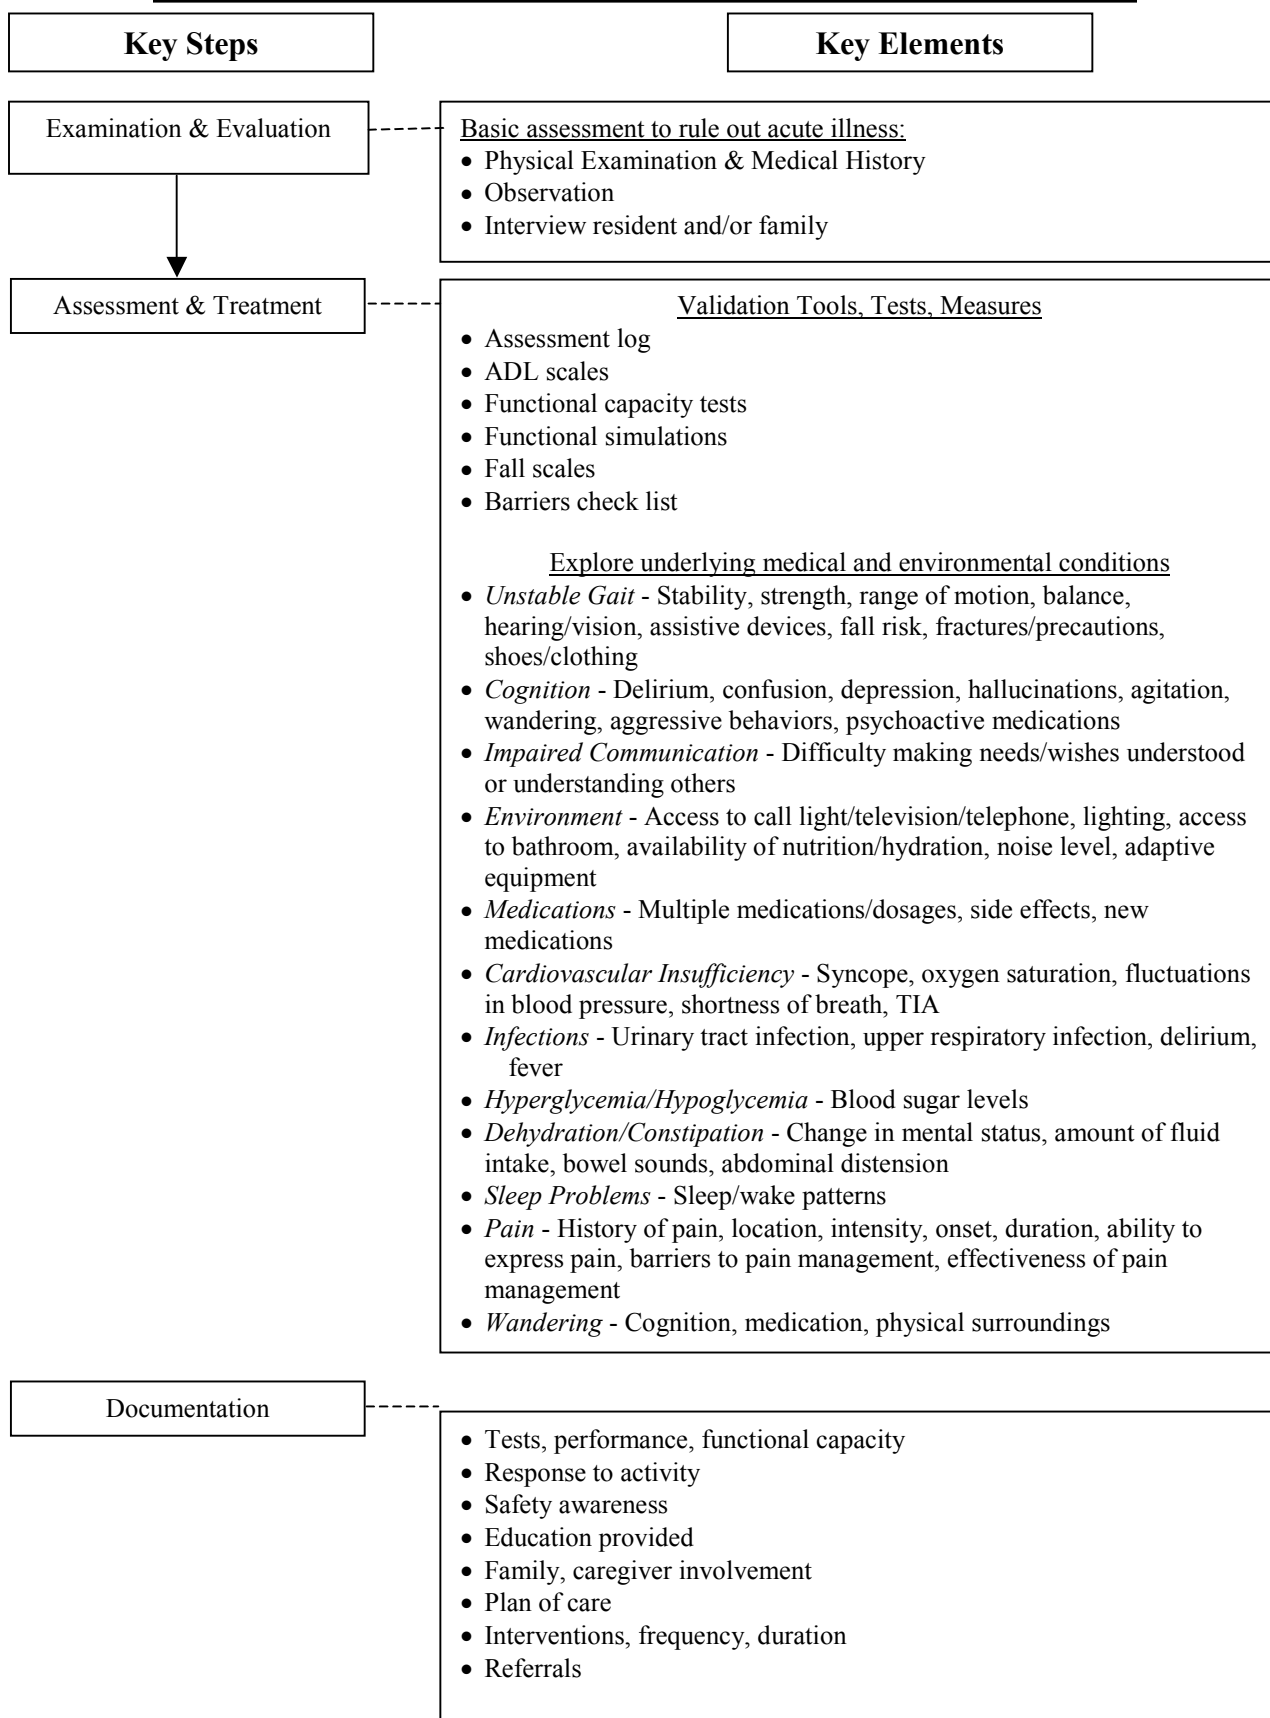 Key Steps
Key Elements
Examination & Evaluation
Basic assessment to rule out acute illness:
• Physical Examination & Medical History
• Observation
• Interview resident and/or family
Assessment & Treatment
Validation Tools, Tests, Measures
• Assessment log
• ADL scales
• Functional capacity tests
• Functional simulations
• Fall scales
• Barriers check list
Explore underlying medical and environmental conditions
• Unstable Gait - Stability, strength, range of motion, balance,
hearing/vision, assistive devices, fall risk, fractures/precautions,
shoes/clothing
• Cognition - Delirium, confusion, depression, hallucinations, agitation,
wandering, aggressive behaviors, psychoactive medications
• Impaired Communication - Difficulty making needs/wishes understood
or understanding others
• Environment - Access to call light/television/telephone, lighting, access
to bathroom, availability of nutrition/hydration, noise level, adaptive
equipment
• Medications - Multiple medications/dosages, side effects, new
medications
• Cardiovascular Insufficiency - Syncope, oxygen saturation, fluctuations
in blood pressure, shortness of breath, TIA
• Infections - Urinary tract infection, upper respiratory infection, delirium,
fever
• Hyperglycemia/Hypoglycemia - Blood sugar levels
• Dehydration/Constipation - Change in mental status, amount of fluid
intake, bowel sounds, abdominal distension
• Sleep Problems - Sleep/wake patterns
• Pain - History of pain, location, intensity, onset, duration, ability to
express pain, barriers to pain management, effectiveness of pain
management
• Wandering - Cognition, medication, physical surroundings
Documentation
• Tests, performance, functional capacity
• Response to activity
• Safety awareness
• Education provided
• Family, caregiver involvement
• Plan of care
• Interventions, frequency, duration
• Referrals